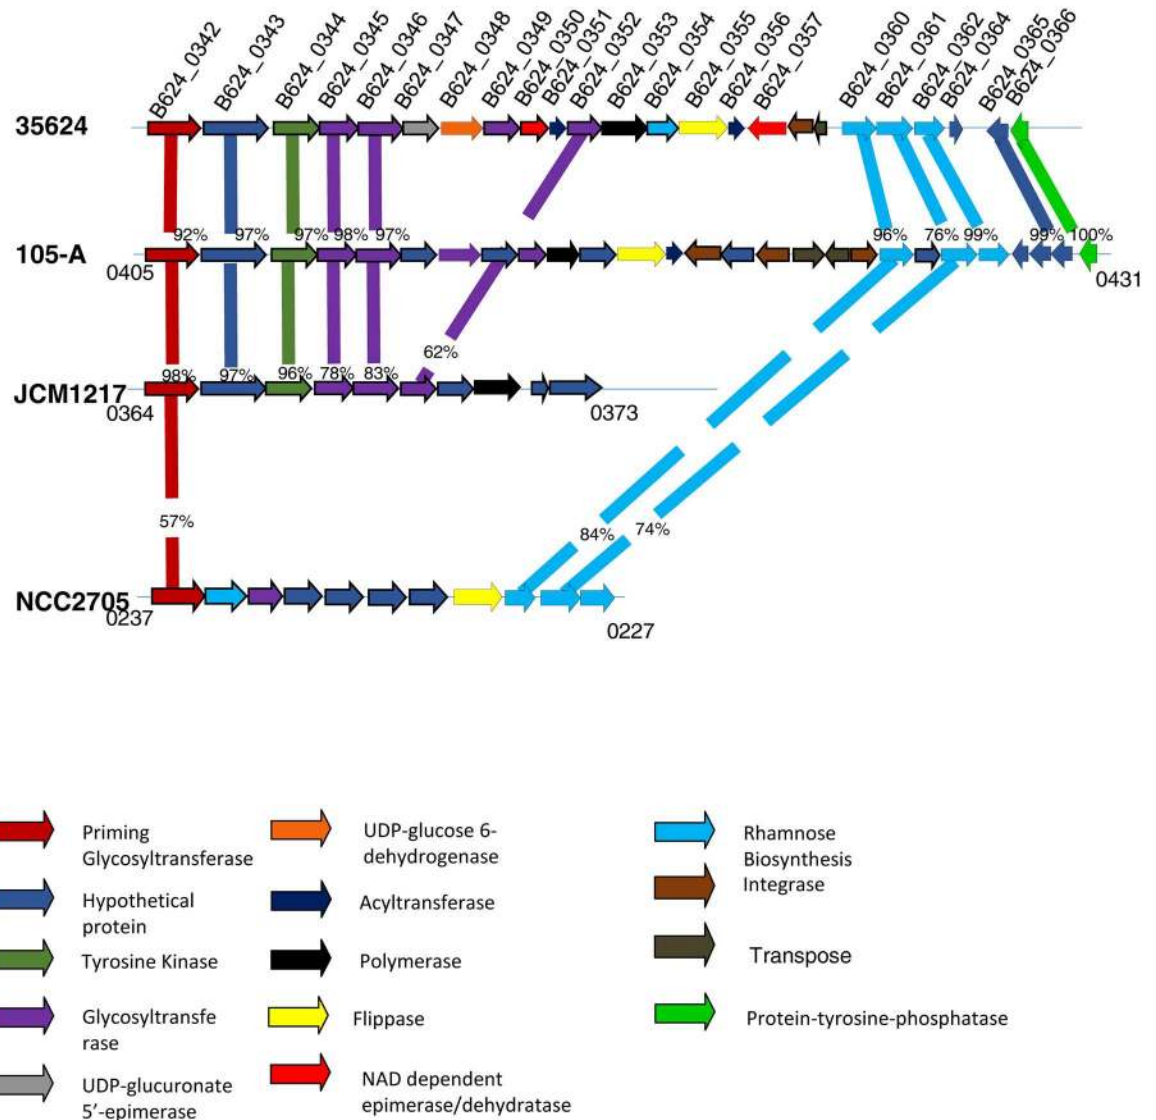 B624_0342
B624_0343
B624_0344
B624_0345
B624_0346
B624_0347
B624_0348
B624_0349
B624_0350
B624_0351
B624_0352
B624_0353
B624_0354
B624_0355
B624_0356
B624_0357
B624_0360
B624_0361
B624_0362
B624_0364
B624_0365
B624_0366
35624
92% 97% 97% 98% 97% 96% 76% 99% 99% 100%
105-A
0405
0431
62%
98% 97% 96% 78% 83%
JCM1217
0364
0373
57%
84% 74%
NCC2705
0237
0227
Priming
Glycosyltransferase
Hypothetical
protein
Tyrosine Kinase
Glycosyltransfe
rase
UDP-glucuronate
5'-epimerase
UDP-glucose 6-
dehydrogenase
Acyltransferase
Polymerase
Flippase
NAD dependent
epimerase/dehydratase
Rhamnose
Biosynthesis
Integrase
Transpose
Protein-tyrosine-phosphatase